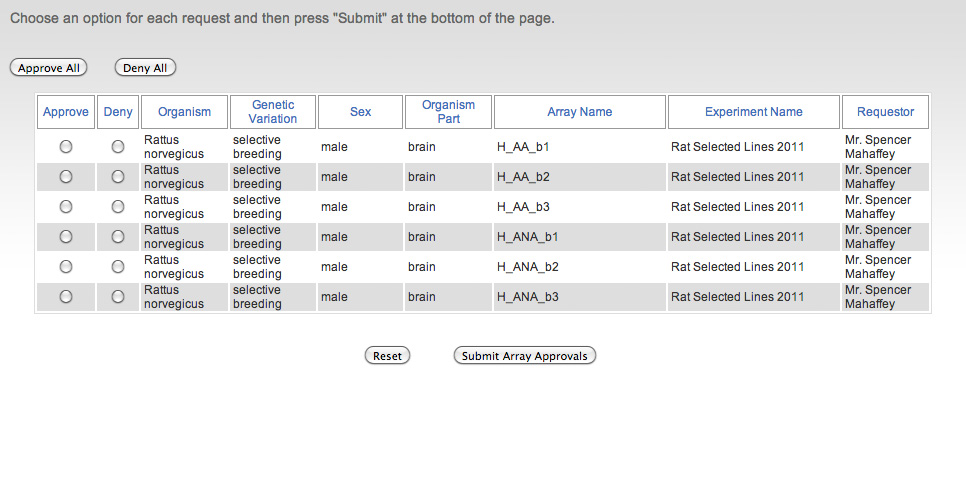 Choose an option for each request and then press "Submit" at the bottom of the page.
Approve All Deny All
Approve Deny Organism Genetic Variation Sex Organism Part Array Name Experiment Name Requestor
Rattus norvegicus selective breeding male brain H_AA_b1 Rat Selected Lines 2011 Mr. Spencer Mahaffey
Rattus norvegicus selective breeding male brain H_AA_b2 Rat Selected Lines 2011 Mr. Spencer Mahaffey
Rattus norvegicus selective breeding male brain H_AA_b3 Rat Selected Lines 2011 Mr. Spencer Mahaffey
Rattus norvegicus selective breeding male brain H_ANA_b1 Rat Selected Lines 2011 Mr. Spencer Mahaffey
Rattus norvegicus selective breeding male brain H_ANA_b2 Rat Selected Lines 2011 Mr. Spencer Mahaffey
Rattus norvegicus selective breeding male brain H_ANA_b3 Rat Selected Lines 2011 Mr. Spencer Mahaffey
Reset Submit Array Approvals